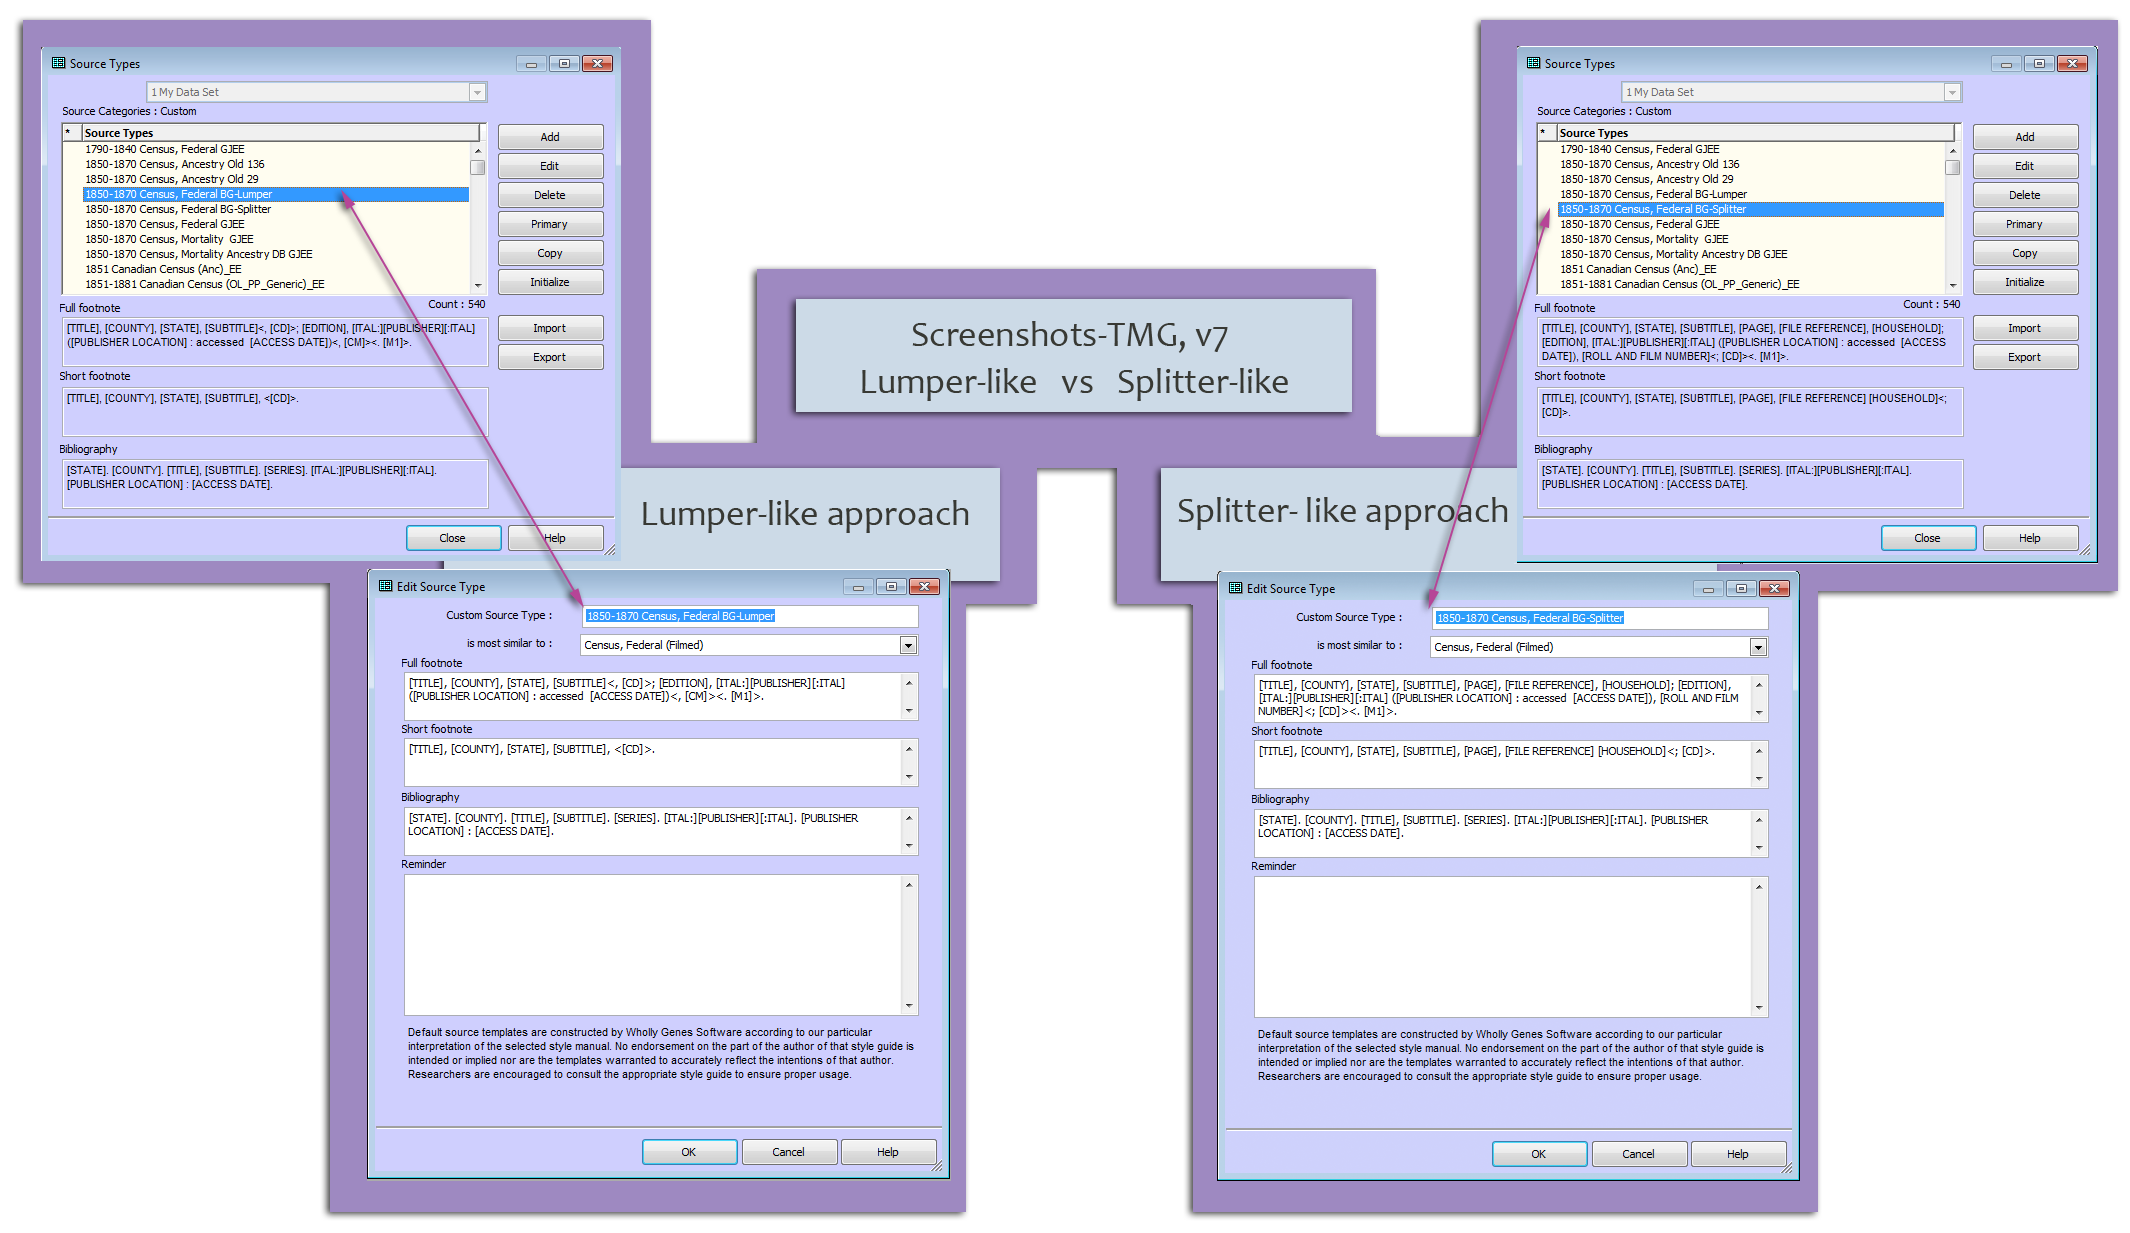 Source Types
1 My Data Set
Source Categories : Custom
* Source Types
1790-1840 Census, Federal GJEE
1850-1870 Census, Ancestry Old 136
1850-1870 Census, Ancestry Old 29
1850-1870 Census, Federal BG-Lumper
1850-1870 Census, Federal BG-Splitter
1850-1870 Census, Federal GJEE
1850-1870 Census, Mortality  GJEE
1850-1870 Census, Mortality Ancestry DB GJEE
1851 Canadian Census (Anc)_EE
1851-1881 Canadian Census (OL_PP_Generic)_EE
Add
Edit
Delete
Primary
Copy
Initialize
Count : 540
Full footnote
[TITLE], [COUNTY], [STATE], [SUBTITLE]<, [CD]>; [EDITION], [ITAL:][PUBLISHER][:ITAL]
([PUBLISHER LOCATION] : accessed  [ACCESS DATE])<, [CM]><. [M1]>.
Import
Export
Short footnote
[TITLE], [COUNTY], [STATE], [SUBTITLE], <[CD]>.
Bibliography
[STATE]. [COUNTY]. [TITLE], [SUBTITLE]. [SERIES]. [ITAL:][PUBLISHER][:ITAL].
[PUBLISHER LOCATION] : [ACCESS DATE].
Close
Help
Screenshots-TMG, v7
Lumper-like   vs   Splitter-like
Source Types
1 My Data Set
Source Categories : Custom
* Source Types
1790-1840 Census, Federal GJEE
1850-1870 Census, Ancestry Old 136
1850-1870 Census, Ancestry Old 29
1850-1870 Census, Federal BG-Lumper
1850-1870 Census, Federal BG-Splitter
1850-1870 Census, Federal GJEE
1850-1870 Census, Mortality  GJEE
1850-1870 Census, Mortality Ancestry DB GJEE
1851 Canadian Census (Anc)_EE
1851-1881 Canadian Census (OL_PP_Generic)_EE
Add
Edit
Delete
Primary
Copy
Initialize
Count : 540
Full footnote
[TITLE], [COUNTY], [STATE], [SUBTITLE], [PAGE], [FILE REFERENCE], [HOUSEHOLD];
[EDITION], [ITAL:][PUBLISHER][:ITAL] ([PUBLISHER LOCATION] : accessed  [ACCESS
DATE]), [ROLL AND FILM NUMBER]<; [CD]><. [M1]>.
Import
Export
Short footnote
[TITLE], [COUNTY], [STATE], [SUBTITLE], [PAGE], [FILE REFERENCE] [HOUSEHOLD]<;
[CD]>.
Bibliography
[STATE]. [COUNTY]. [TITLE], [SUBTITLE]. [SERIES]. [ITAL:][PUBLISHER][:ITAL].
[PUBLISHER LOCATION] : [ACCESS DATE].
Close
Help
Lumper-like approach
Splitter- like approach
Edit Source Type
Custom Source Type :
1850-1870 Census, Federal BG-Lumper
is most similar to :
Census, Federal (Filmed)
Full footnote
[TITLE], [COUNTY], [STATE], [SUBTITLE]<, [CD]>; [EDITION], [ITAL:][PUBLISHER][:ITAL]
([PUBLISHER LOCATION] : accessed  [ACCESS DATE])<, [CM]><. [M1]>.
Short footnote
[TITLE], [COUNTY], [STATE], [SUBTITLE], <[CD]>.
Bibliography
[STATE]. [COUNTY]. [TITLE], [SUBTITLE]. [SERIES]. [ITAL:][PUBLISHER][:ITAL]. [PUBLISHER
LOCATION] : [ACCESS DATE].
Reminder
Default source templates are constructed by Wholly Genes Software according to our particular
interpretation of the selected style manual. No endorsement on the part of the author of that style guide is
intended or implied nor are the templates warranted to accurately reflect the intentions of that author.
Researchers are encouraged to consult the appropriate style guide to ensure proper usage.
OK
Cancel
Help
Edit Source Type
Custom Source Type :
1850-1870 Census, Federal BG-Splitter
is most similar to :
Census, Federal (Filmed)
Full footnote
[TITLE], [COUNTY], [STATE], [SUBTITLE], [PAGE], [FILE REFERENCE], [HOUSEHOLD]; [EDITION],
[ITAL:][PUBLISHER][:ITAL] ([PUBLISHER LOCATION] : accessed  [ACCESS DATE]), [ROLL AND FILM
NUMBER]<; [CD]><. [M1]>.
Short footnote
[TITLE], [COUNTY], [STATE], [SUBTITLE], [PAGE], [FILE REFERENCE] [HOUSEHOLD]<; [CD]>.
Bibliography
[STATE]. [COUNTY]. [TITLE], [SUBTITLE]. [SERIES]. [ITAL:][PUBLISHER][:ITAL]. [PUBLISHER
LOCATION] : [ACCESS DATE].
Reminder
Default source templates are constructed by Wholly Genes Software according to our particular
interpretation of the selected style manual. No endorsement on the part of the author of that style guide is
intended or implied nor are the templates warranted to accurately reflect the intentions of that author.
Researchers are encouraged to consult the appropriate style guide to ensure proper usage.
OK
Cancel
Help